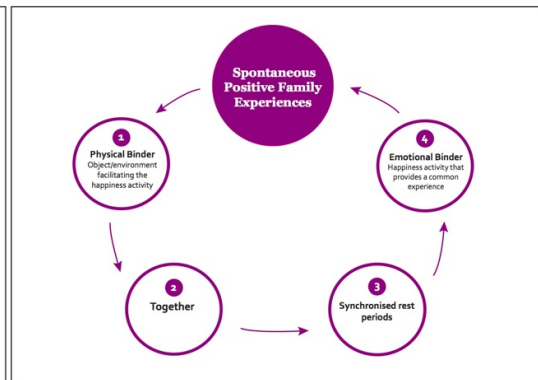 Spontaneous
Positive Family
Experiences
1
Physical Binder
Object/environment
facilitating the
happiness activity
2
Together
3
Synchronised rest
periods
4
Emotional Binder
Happiness activity that
provides a common
experience